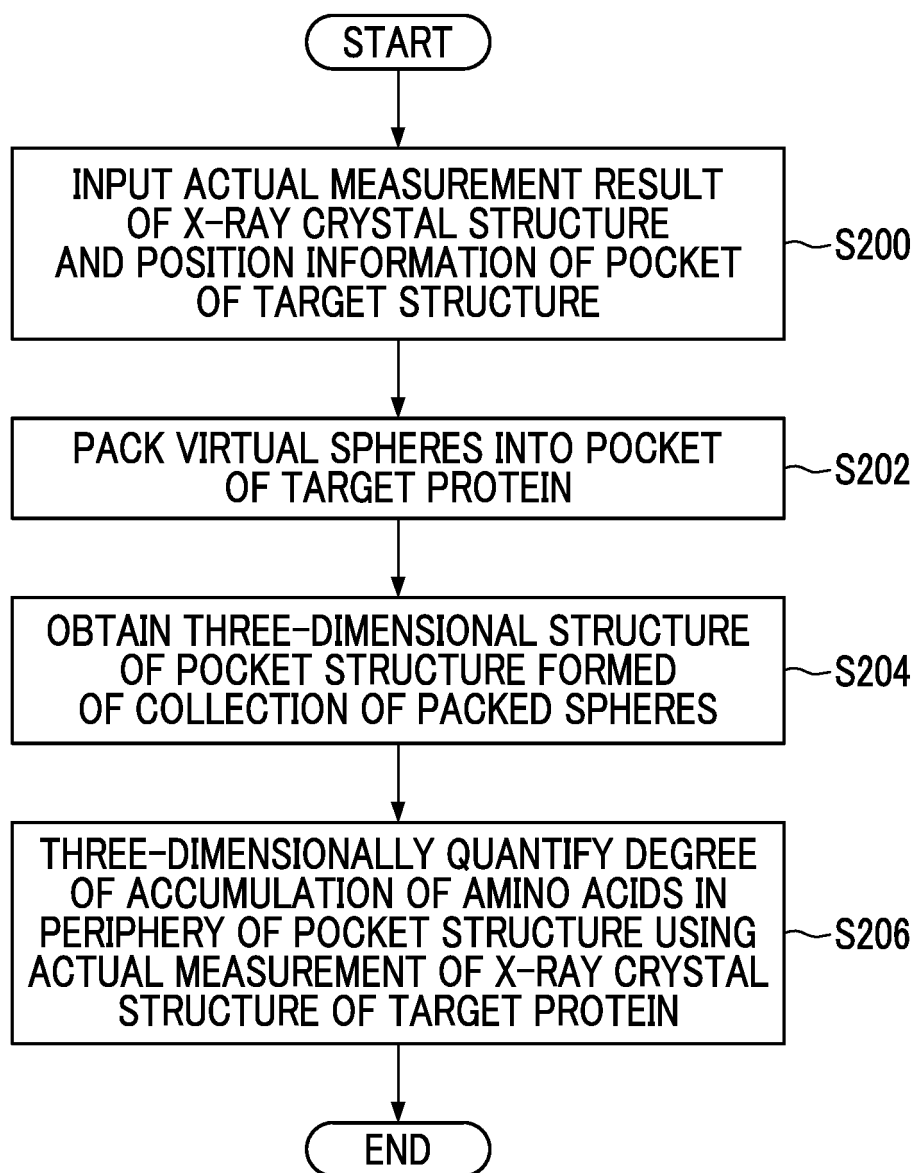 START
INPUT ACTUAL MEASUREMENT RESULT
OF X-RAY CRYSTAL STRUCTURE
AND POSITION INFORMATION OF POCKET
OF TARGET STRUCTURE
S200
PACK VIRTUAL SPHERES INTO POCKET
OF TARGET PROTEIN
S202
OBTAIN THREE-DIMENSIONAL STRUCTURE
OF POCKET STRUCTURE FORMED
OF COLLECTION OF PACKED SPHERES
S204
THREE-DIMENSIONALLY QUANTIFY DEGREE
OF ACCUMULATION OF AMINO ACIDS IN
PERIPHERY OF POCKET STRUCTURE USING
ACTUAL MEASUREMENT OF X-RAY CRYSTAL
STRUCTURE OF TARGET PROTEIN
S206
END